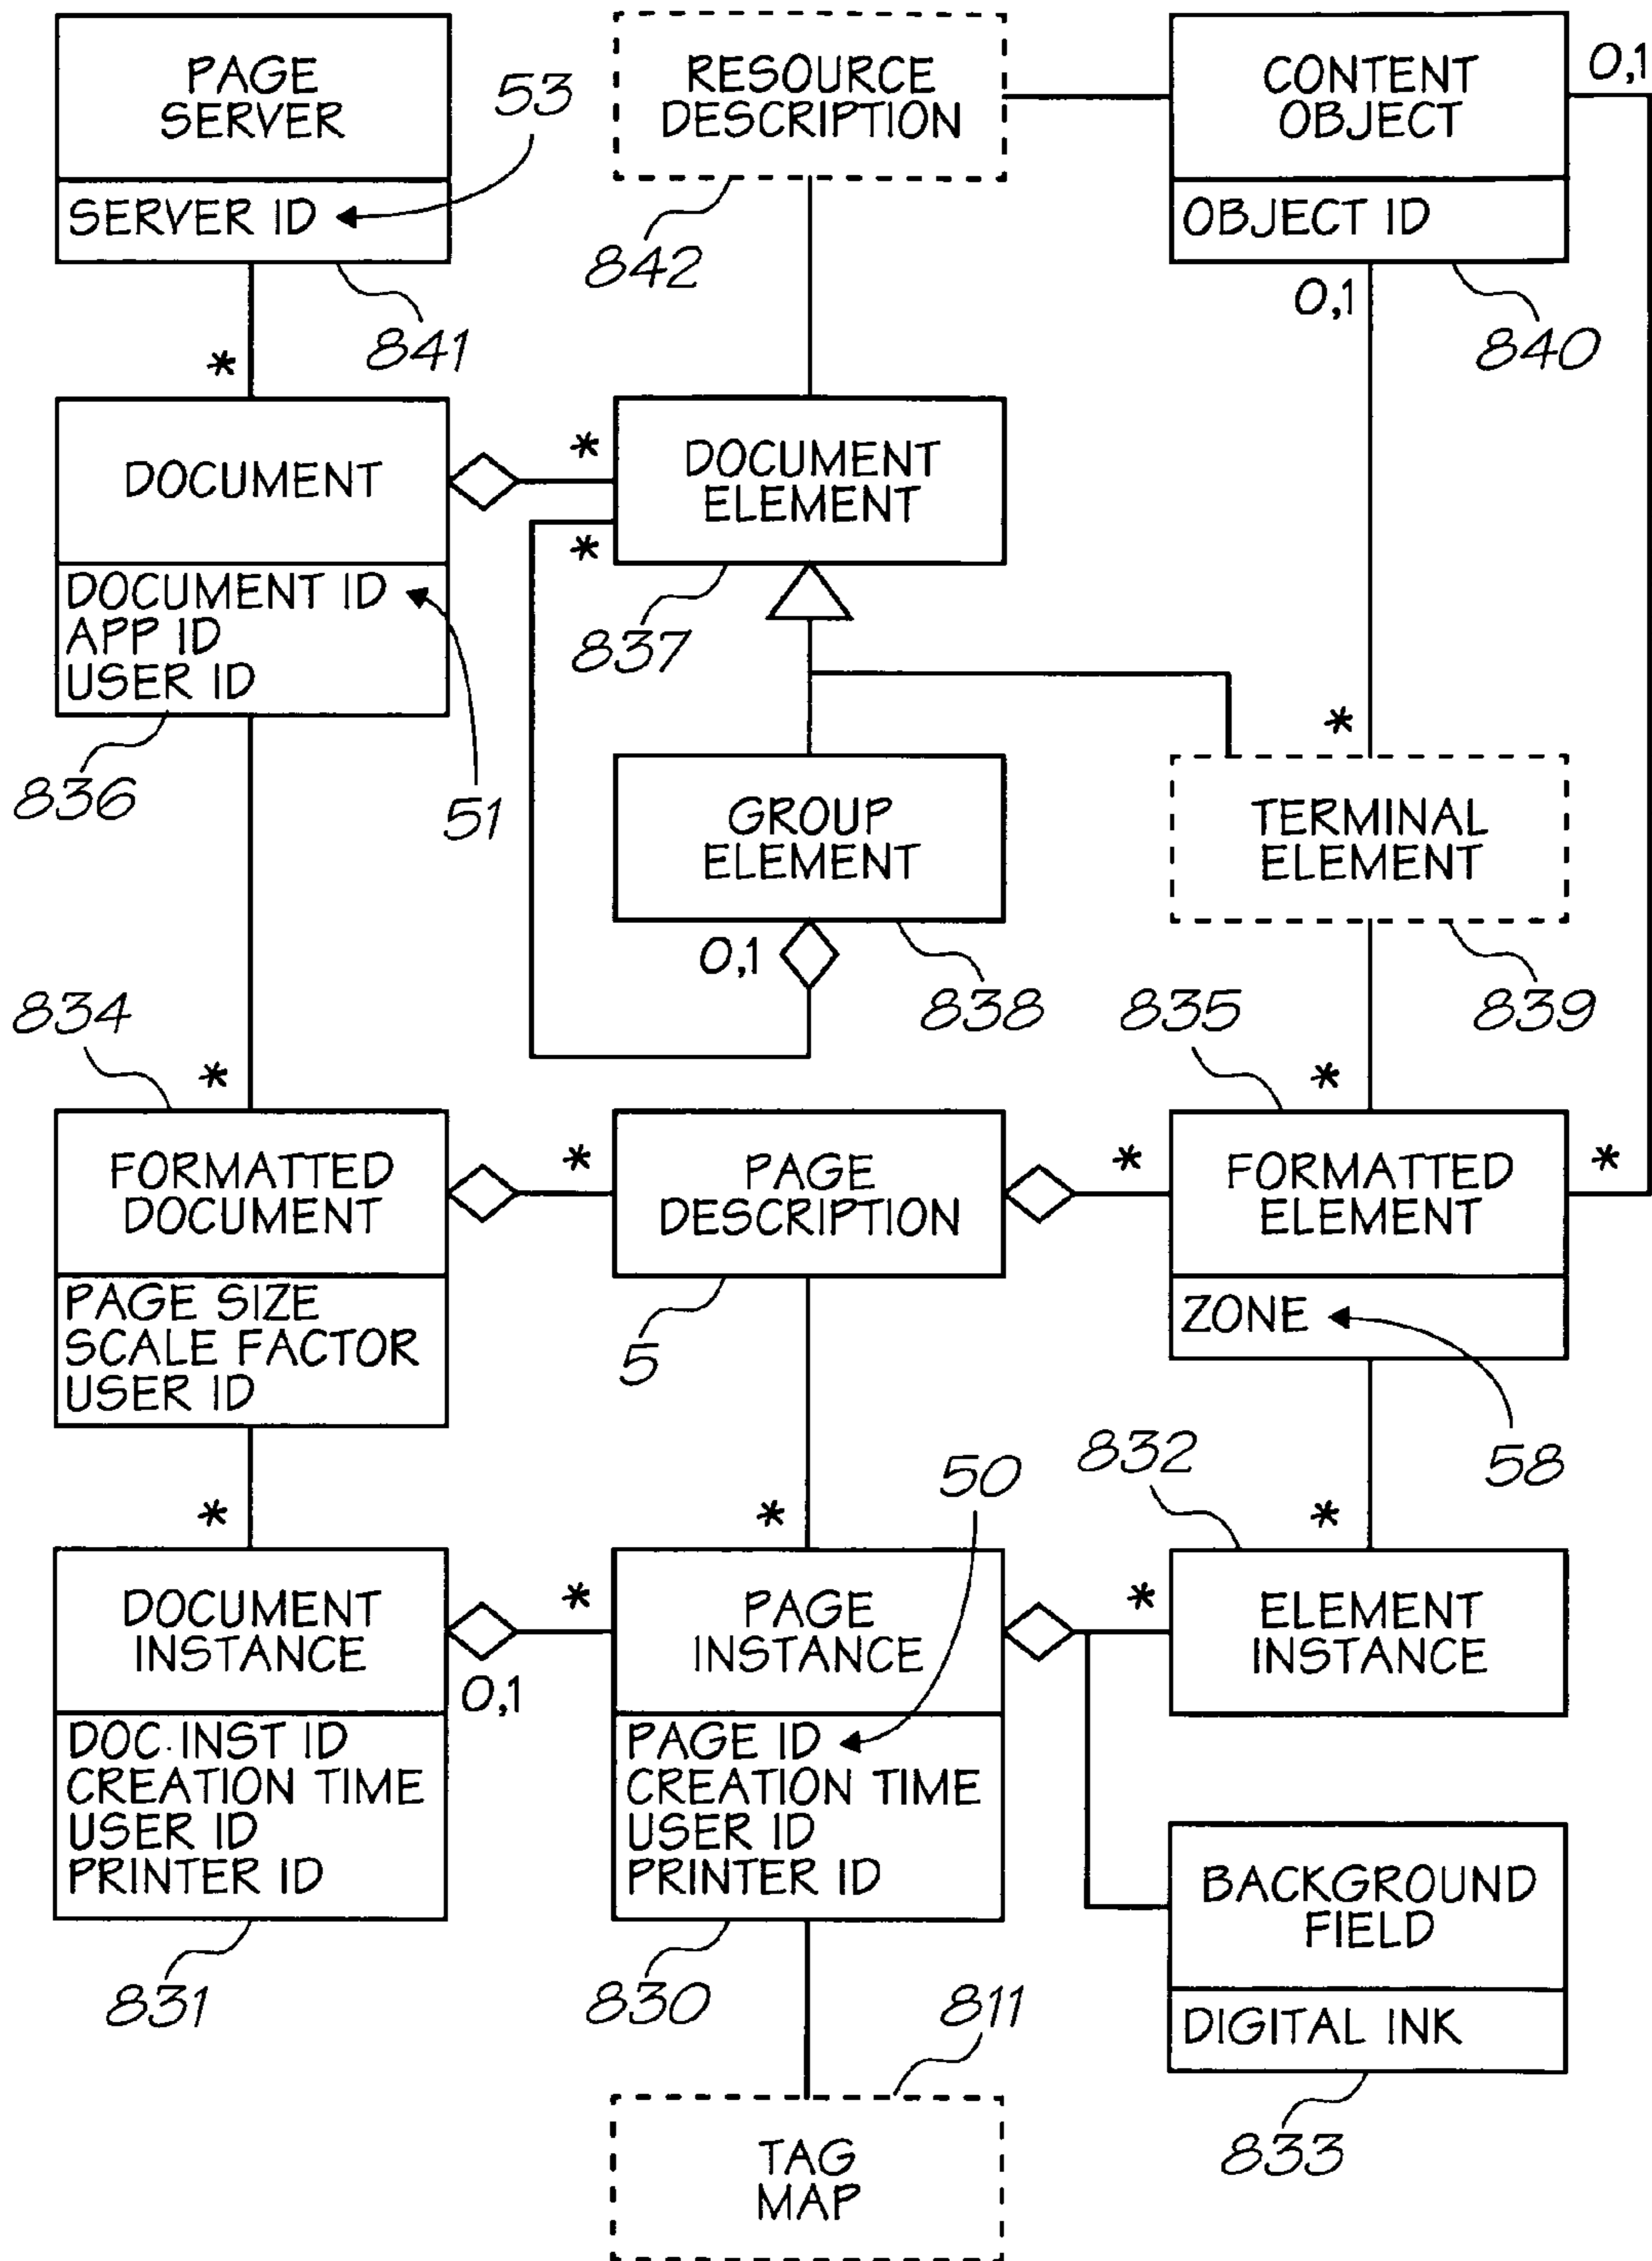 PAGE
SERVER
SERVER ID
53
841
RESOURCE
DESCRIPTION
842
CONTENT
OBJECT
OBJECT ID
0,1
0,1
840
*
DOCUMENT
DOCUMENT ID
APP ID
USER ID
836
51
*
*
DOCUMENT
ELEMENT
837
GROUP
ELEMENT
0,1
838
*
TERMINAL
ELEMENT
839
834
*
FORMATTED
DOCUMENT
PAGE SIZE
SCALE FACTOR
USER ID
*
PAGE
DESCRIPTION
5
835
*
*
*
FORMATTED
ELEMENT
ZONE
58
*
DOCUMENT
INSTANCE
0,1
DOC INST ID
CREATION TIME
USER ID
PRINTER ID
831
*
*
50
PAGE
INSTANCE
PAGE ID
CREATION TIME
USER ID
PRINTER ID
830
832
*
*
ELEMENT
INSTANCE
BACKGROUND
FIELD
DIGITAL INK
833
811
TAG
MAP